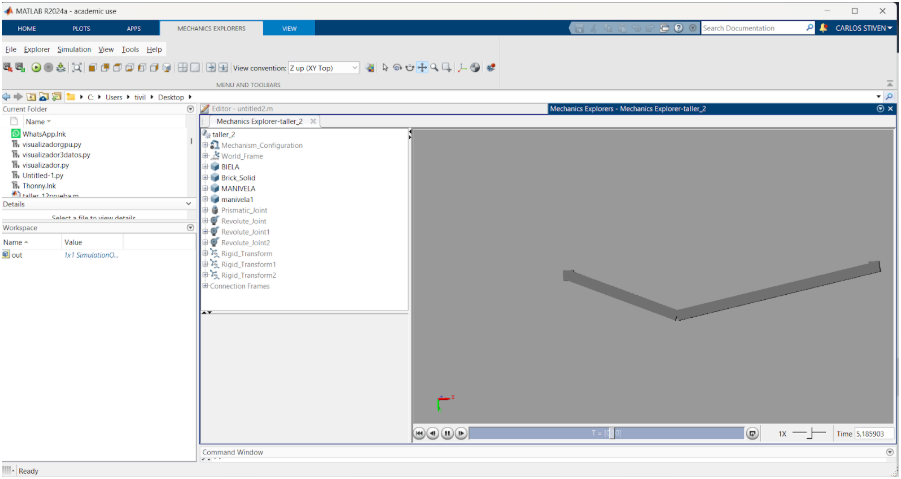 MATLAB R2024a - academic use
HOME PLOTS APPS MECHANICS EXPLORERS VIEW Search Documentation CARLOS STIVEN
File Explorer Simulation View Tools Help
View convention: Z up (XY Top)
MENU AND TOOLBARS
C: Users tivil Desktop
Current Folder
Name
WhatsApp.lnk
visualizadorgpu.py
visualizador3datos.py
visualizador.py
Untitled-1.py
Thonny.lnk
Details
Select a file to view details
Workspace
Name Value
out 1x1 SimulationO...
Editor - untitled2.m
Mechanics Explorers - Mechanics Explorer-taller_2
Mechanics Explorer-taller_2
taller_2
Mechanism_Configuration
World_Frame
BIELA
Brick_Solid
MANIVELA
manivela1
Prismatic_Joint
Revolute_Joint
Revolute_Joint1
Revolute_Joint2
Rigid_Transform
Rigid_Transform1
Rigid_Transform2
Connection Frames
1X Time 5,185903
Command Window
Ready